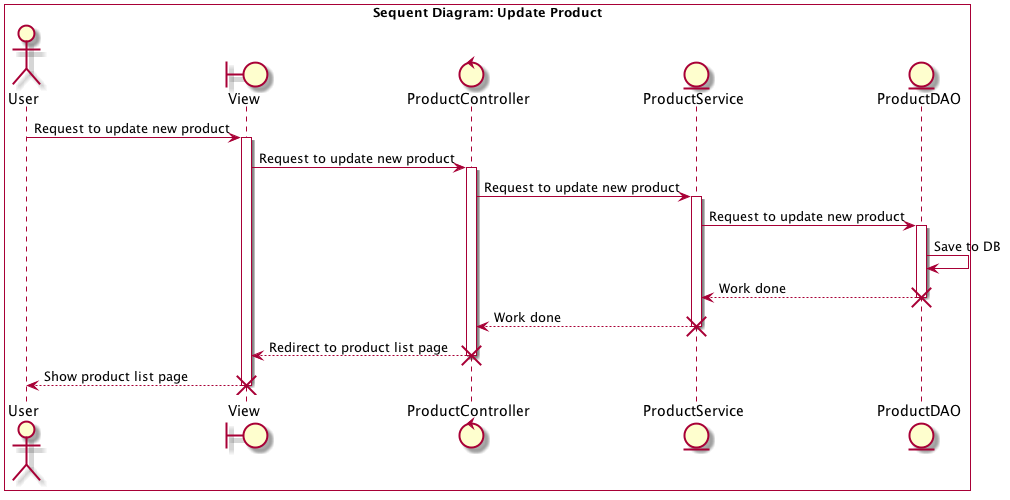 Sequent Diagram: Update Product
User
View
ProductController
ProductService
ProductDAO
Request to update new product
Request to update new product
Request to update new product
Request to update new product
Save to DB
Work done
Work done
Redirect to product list page
Show product list page
User
View
ProductController
ProductService
ProductDAO